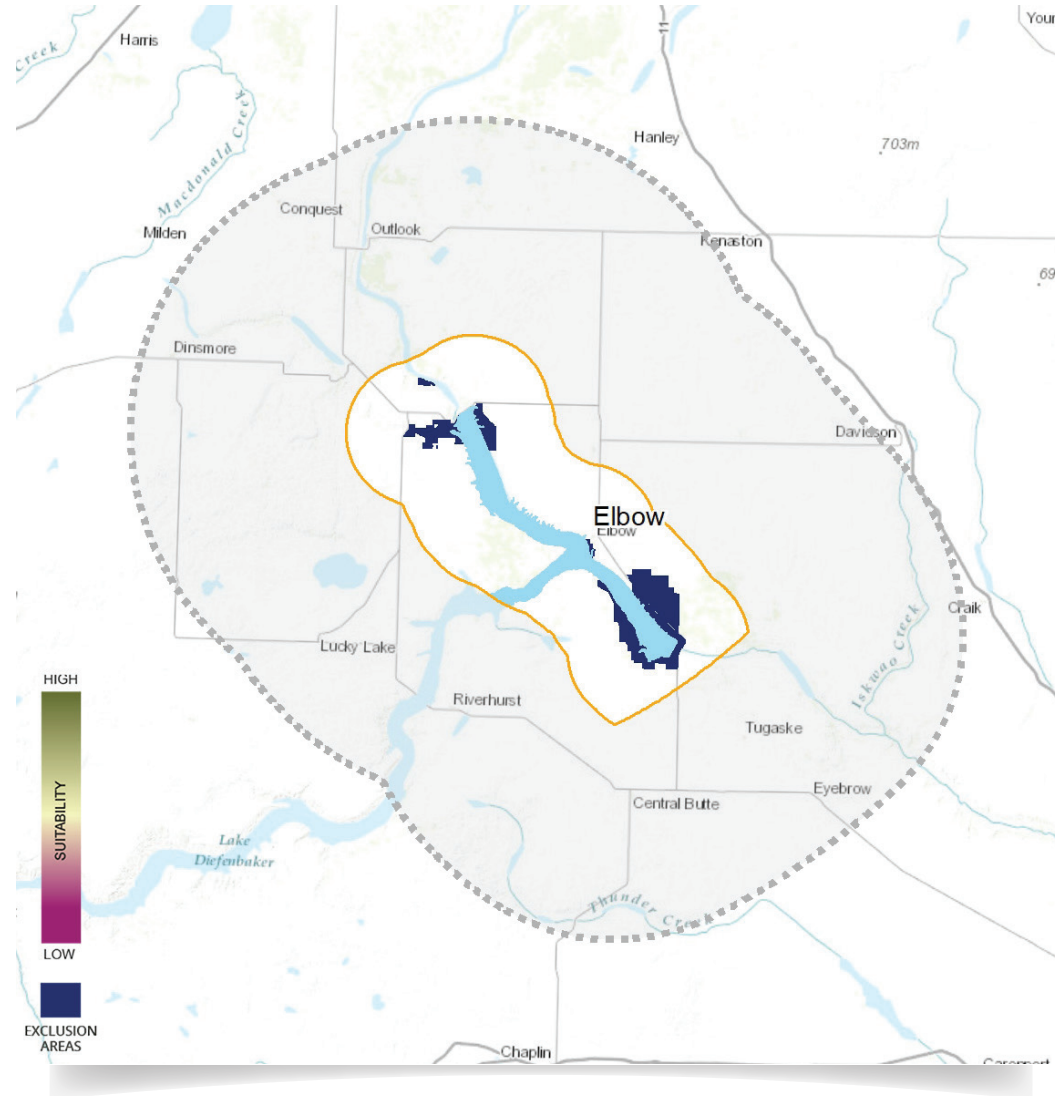 Your
Harris
Creek
11
Hanley
703m
Macdonald Creek
Conquest
Milden
Outlook
Kenaston
69
Dinsmore
Davidson
Elbow
Elbow
Craik
Lucky Lake
Iskwao Creek
HIGH
Riverhurst
Tugaske
SUITABILITY
Eyebrow
Central Butte
Lake
Diefenbaker
Thunder Creek
LOW
EXCLUSION
AREAS
Chaplin